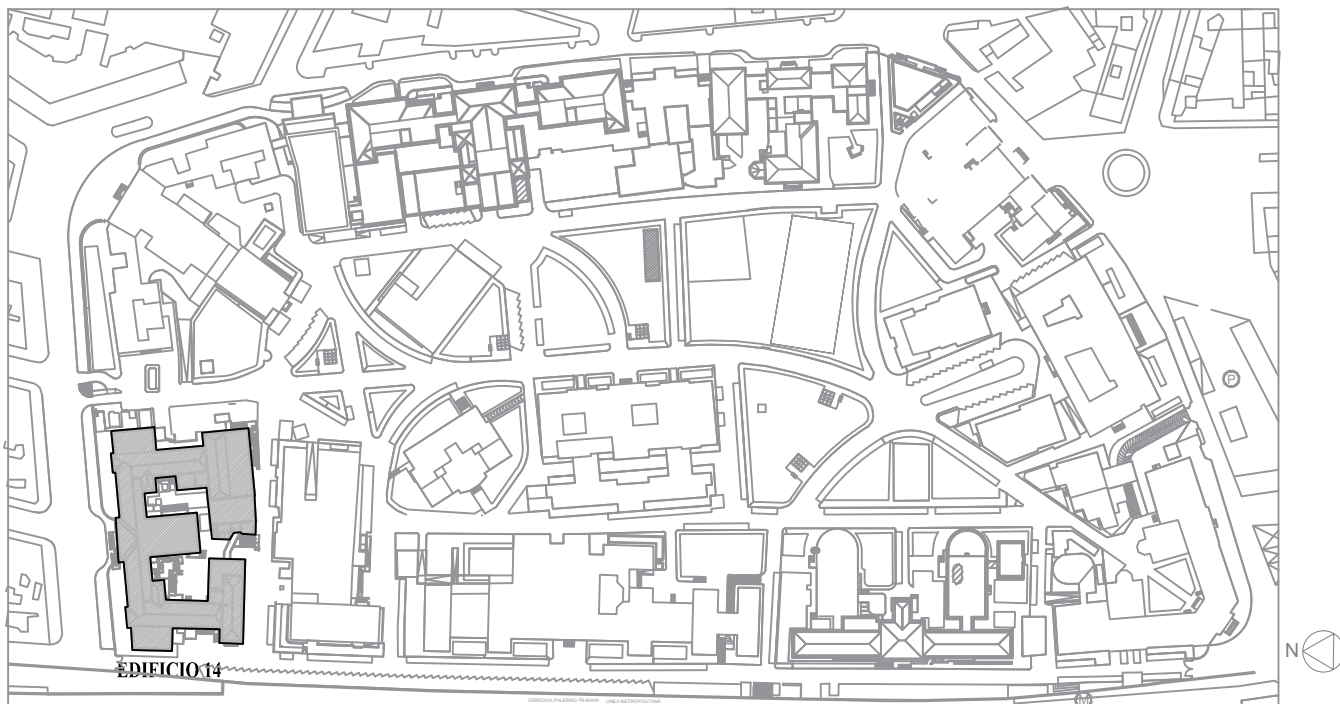 P
N
EDIFICIO 14
FERROVIA PALERMO-TRAPANI LINEA METROPOLITANA
M